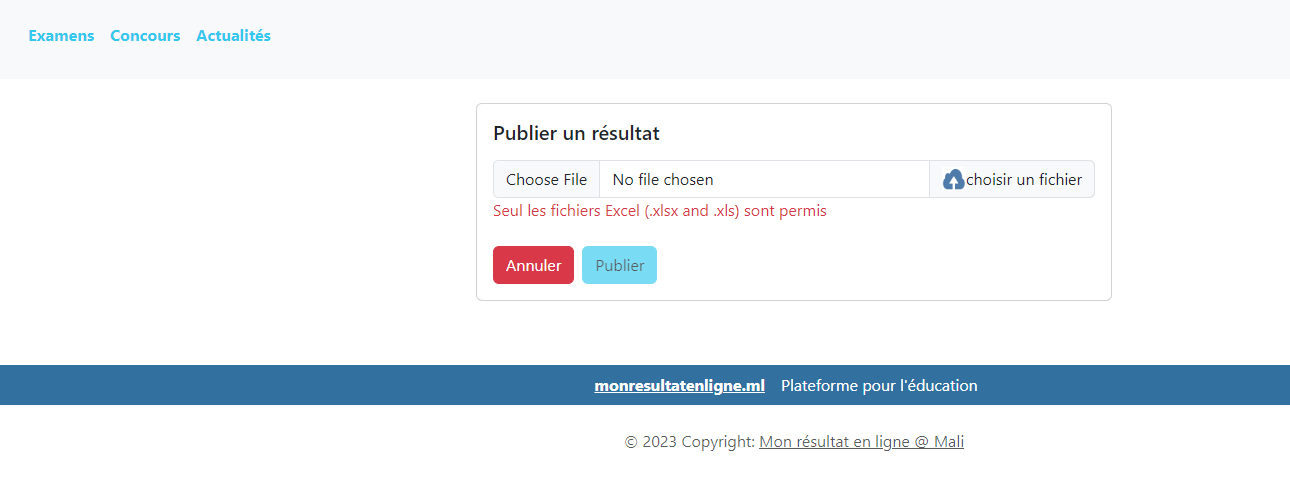 Examens Concours Actualités
Publier un résultat
Choose File No file chosen choisir un fichier
Seul les fichiers Excel (.xlsx and .xls) sont permis
Annuler Publier
monresultatenligne.ml Plateforme pour l'éducation
© 2023 Copyright: Mon résultat en ligne @ Mali